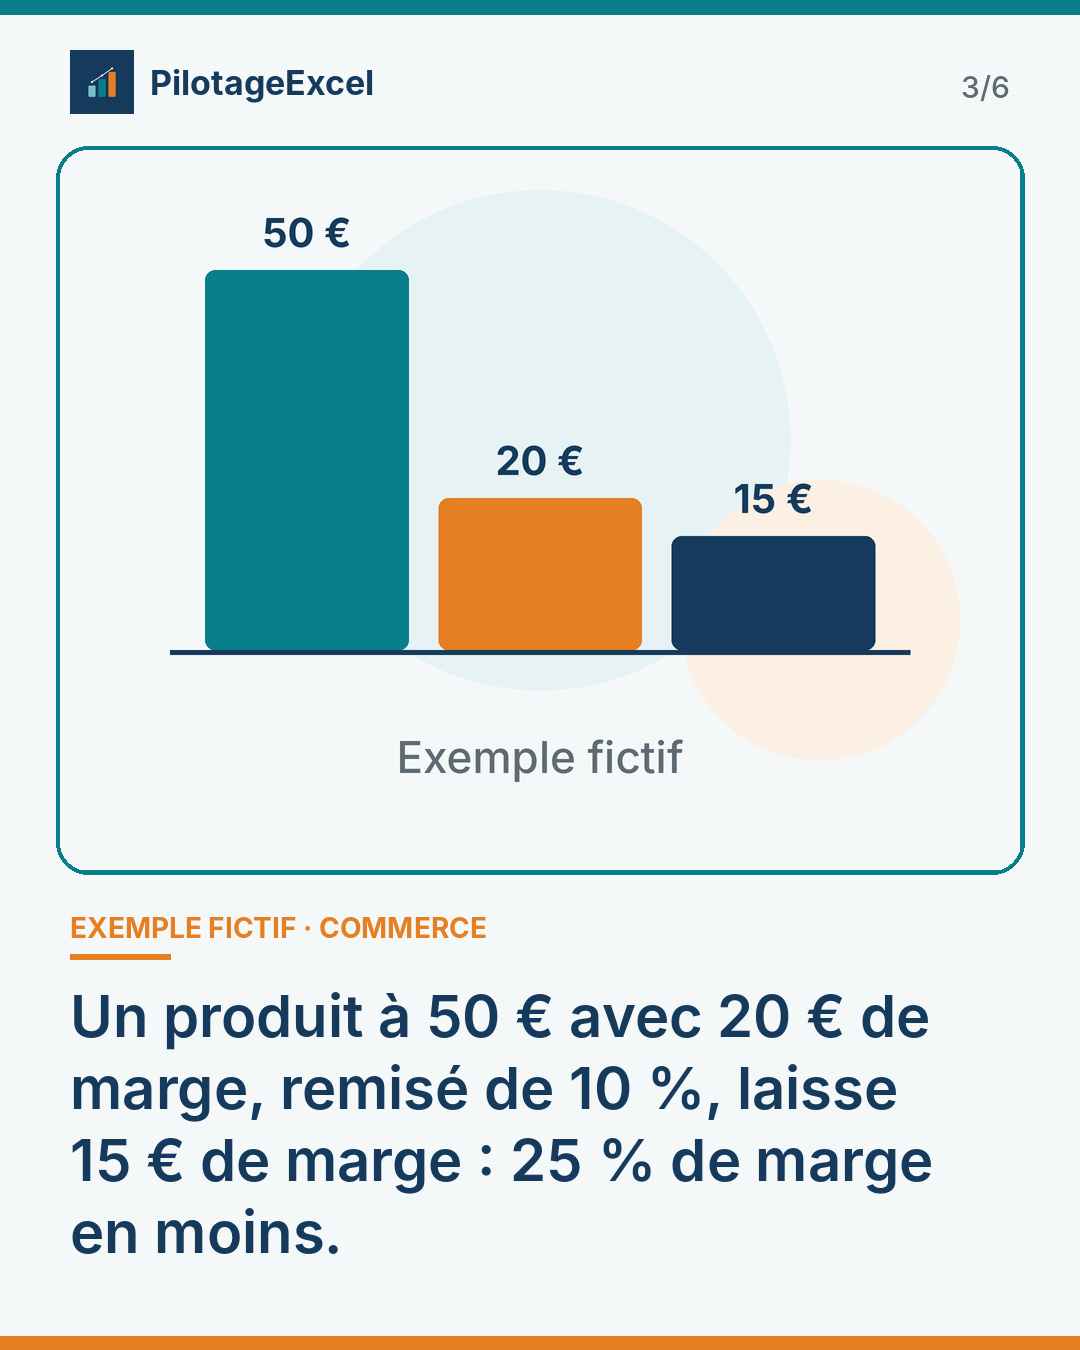 PilotageExcel
3/6
50 €
20 €
15 €
Exemple fictif
EXEMPLE FICTIF · COMMERCE
Un produit à 50 € avec 20 € de
marge, remisé de 10 %, laisse
15 € de marge : 25 % de marge
en moins.